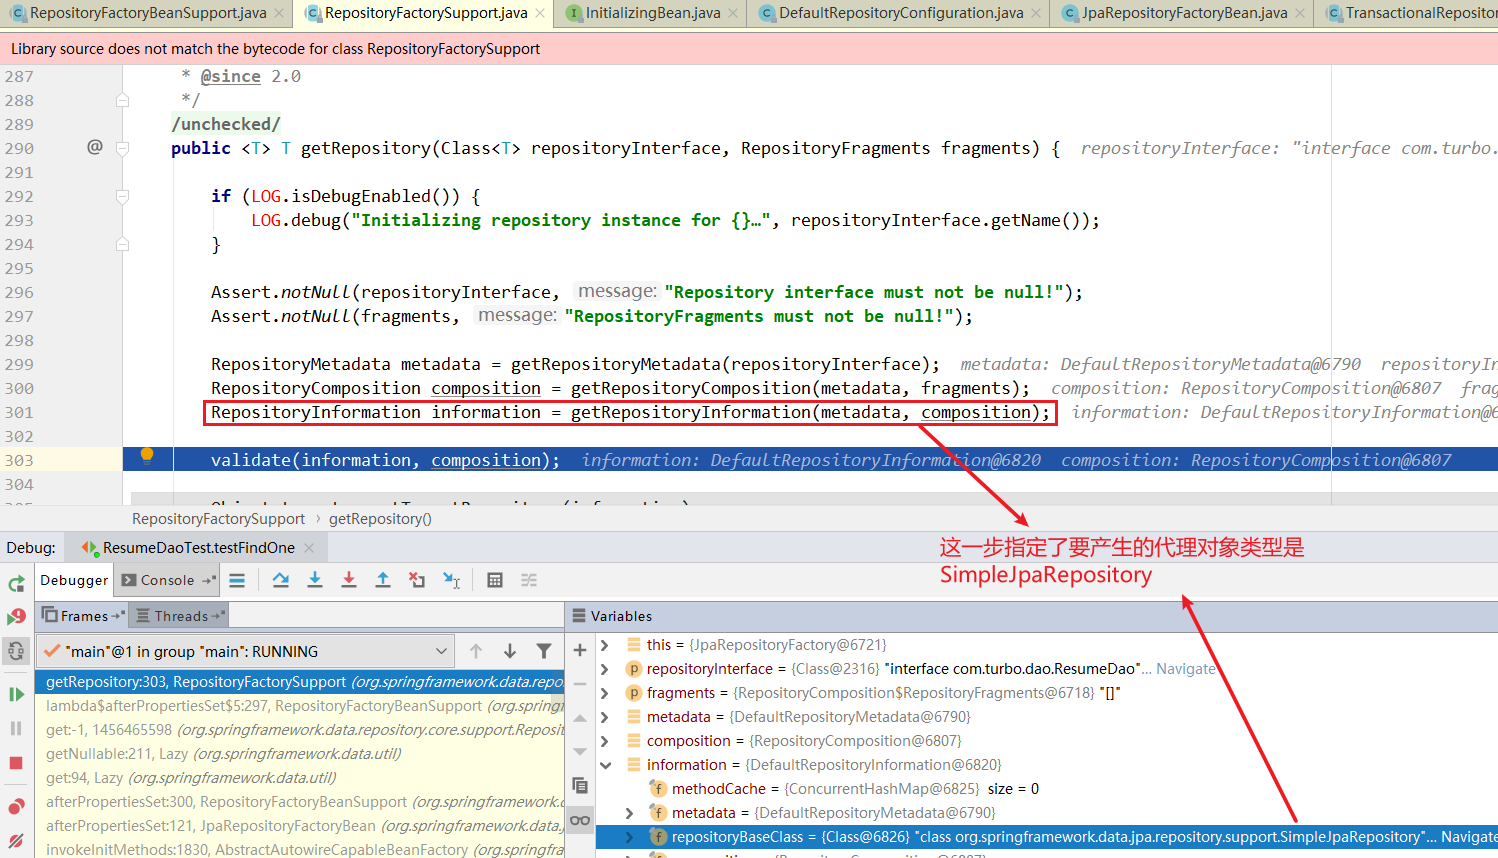 RepositoryFactoryBeanSupport.java RepositoryFactorySupport.java InitializingBean.java DefaultRepositoryConfiguration.java JpaRepositoryFactoryBean.java TransactionalRepositor
Library source does not match the bytecode for class RepositoryFactorySupport
287 * @since 2.0
288 */
289 /unchecked/
290 @ public <T> T getRepository(Class<T> repositoryInterface, RepositoryFragments fragments) { repositoryInterface: "interface com.turbo.
291
292 if (LOG.isDebugEnabled()) {
293 LOG.debug("Initializing repository instance for {}…", repositoryInterface.getName());
294 }
295
296 Assert.notNull(repositoryInterface, message: "Repository interface must not be null!");
297 Assert.notNull(fragments, message: "RepositoryFragments must not be null!");
298
299 RepositoryMetadata metadata = getRepositoryMetadata(repositoryInterface); metadata: DefaultRepositoryMetadata@6790 repositoryIn
300 RepositoryComposition composition = getRepositoryComposition(metadata, fragments); composition: RepositoryComposition@6807 frag
301 RepositoryInformation information = getRepositoryInformation(metadata, composition); information: DefaultRepositoryInformation@6
302
303 validate(information, composition); information: DefaultRepositoryInformation@6820 composition: RepositoryComposition@6807
304
RepositoryFactorySupport › getRepository()
这一步指定了要产生的代理对象类型是
SimpleJpaRepository
Debug: ResumeDaoTest.testFindOne
Debugger Console
Frames Threads
Variables
"main"@1 in group "main": RUNNING
getRepository:303, RepositoryFactorySupport (org.springframework.data.repo
lambda$afterPropertiesSet$5:297, RepositoryFactoryBeanSupport (org.springf
get:-1, 1456465598 (org.springframework.data.repository.core.support.Reposit
getNullable:211, Lazy (org.springframework.data.util)
get:94, Lazy (org.springframework.data.util)
afterPropertiesSet:300, RepositoryFactoryBeanSupport (org.springframework.d
afterPropertiesSet:121, JpaRepositoryFactoryBean (org.springframework.data.j
invokeInitMethods:1830, AbstractAutowireCapableBeanFactory (org.springfram
this = {JpaRepositoryFactory@6721}
repositoryInterface = {Class@2316} "interface com.turbo.dao.ResumeDao"... Navigate
fragments = {RepositoryComposition$RepositoryFragments@6718} "[]"
metadata = {DefaultRepositoryMetadata@6790}
composition = {RepositoryComposition@6807}
information = {DefaultRepositoryInformation@6820}
methodCache = {ConcurrentHashMap@6825} size = 0
metadata = {DefaultRepositoryMetadata@6790}
repositoryBaseClass = {Class@6826} "class org.springframework.data.jpa.repository.support.SimpleJpaRepository"... Navigate